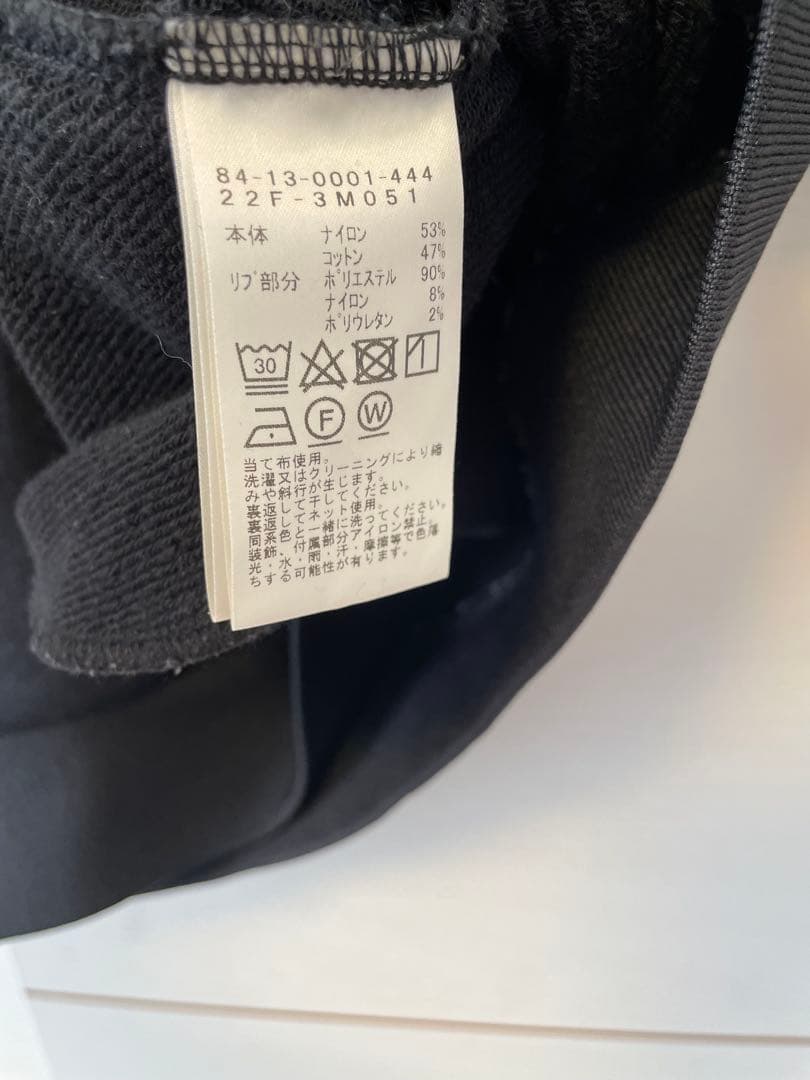 84-13-0001-444
22F-3M051
本体 ナイロン 53%
コットン 47%
リブ部分 ポリエステル 90%
ナイロン 8%
ポリウレタン 2%
30
F W
当て布使用。
洗濯又はクリーニングにより縮
みや斜行が生じます。
裏返して干してください。
裏返してネット使用。
同系色と一緒に洗ってください。
装飾、付属部分アイロン禁止。
光・水・雨・汗・摩擦等で色落
ちする可能性が有ります。